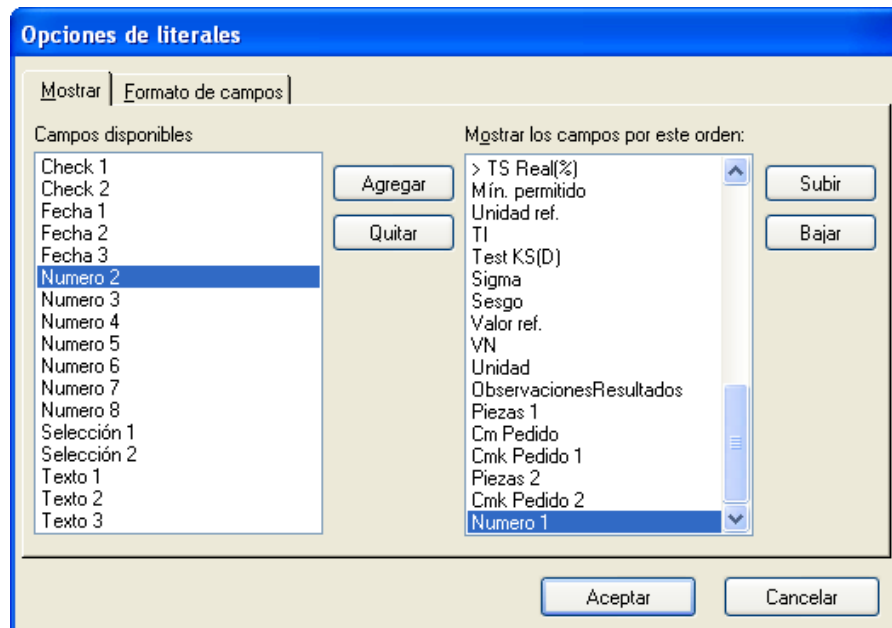 Opciones de literales
Mostrar
Formato de campos
Campos disponibles
Check 1
Check 2
Fecha 1
Fecha 2
Fecha 3
Numero 2
Numero 3
Numero 4
Numero 5
Numero 6
Numero 7
Numero 8
Selección 1
Selección 2
Texto 1
Texto 2
Texto 3
Agregar
Quitar
Mostrar los campos por este orden:
> TS Real(%)
Mín. permitido
Unidad ref.
TI
Test KS(D)
Sigma
Sesgo
Valor ref.
VN
Unidad
ObservacionesResultados
Piezas 1
Cm Pedido
Cmk Pedido 1
Piezas 2
Cmk Pedido 2
Numero 1
Subir
Bajar
Aceptar
Cancelar